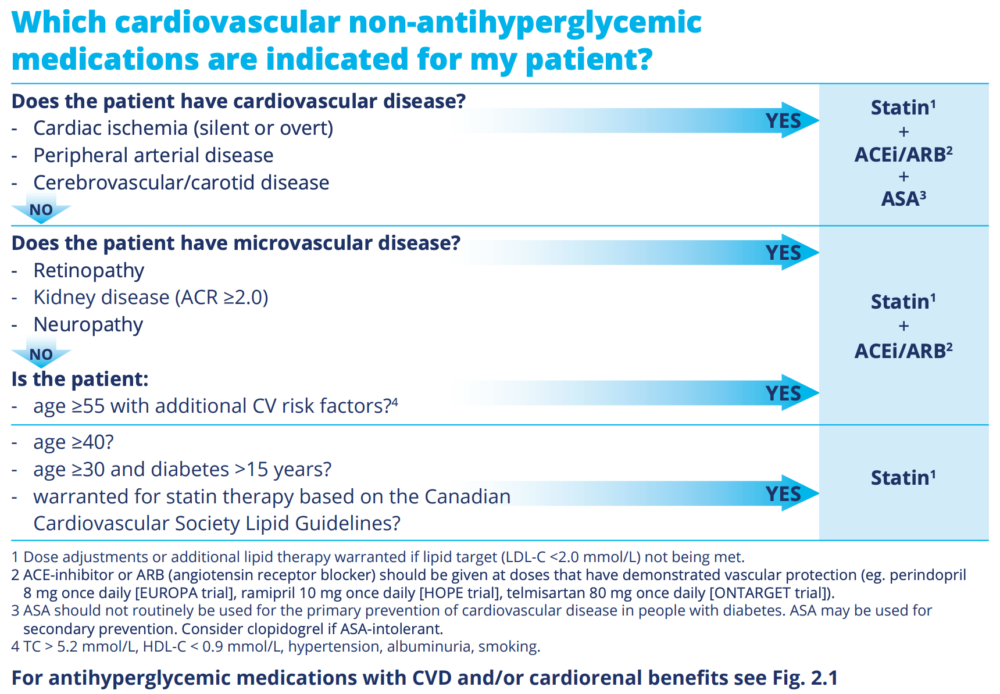 Which cardiovascular non-antihyperglycemic
medications are indicated for my patient?
Does the patient have cardiovascular disease?
- Cardiac ischemia (silent or overt)
- Peripheral arterial disease
- Cerebrovascular/carotid disease
YES
Statin¹
+
ACEi/ARB²
+
ASA³
NO
Does the patient have microvascular disease?
- Retinopathy
- Kidney disease (ACR ≥2.0)
- Neuropathy
YES
NO
Is the patient:
- age ≥55 with additional CV risk factors?⁴
YES
Statin¹
+
ACEi/ARB²
- age ≥40?
- age ≥30 and diabetes >15 years?
- warranted for statin therapy based on the Canadian
Cardiovascular Society Lipid Guidelines?
YES
Statin¹
1 Dose adjustments or additional lipid therapy warranted if lipid target (LDL-C <2.0 mmol/L) not being met.
2 ACE-inhibitor or ARB (angiotensin receptor blocker) should be given at doses that have demonstrated vascular protection (eg. perindopril
8 mg once daily [EUROPA trial], ramipril 10 mg once daily [HOPE trial], telmisartan 80 mg once daily [ONTARGET trial]).
3 ASA should not routinely be used for the primary prevention of cardiovascular disease in people with diabetes. ASA may be used for
secondary prevention. Consider clopidogrel if ASA-intolerant.
4 TC > 5.2 mmol/L, HDL-C < 0.9 mmol/L, hypertension, albuminuria, smoking.
For antihyperglycemic medications with CVD and/or cardiorenal benefits see Fig. 2.1